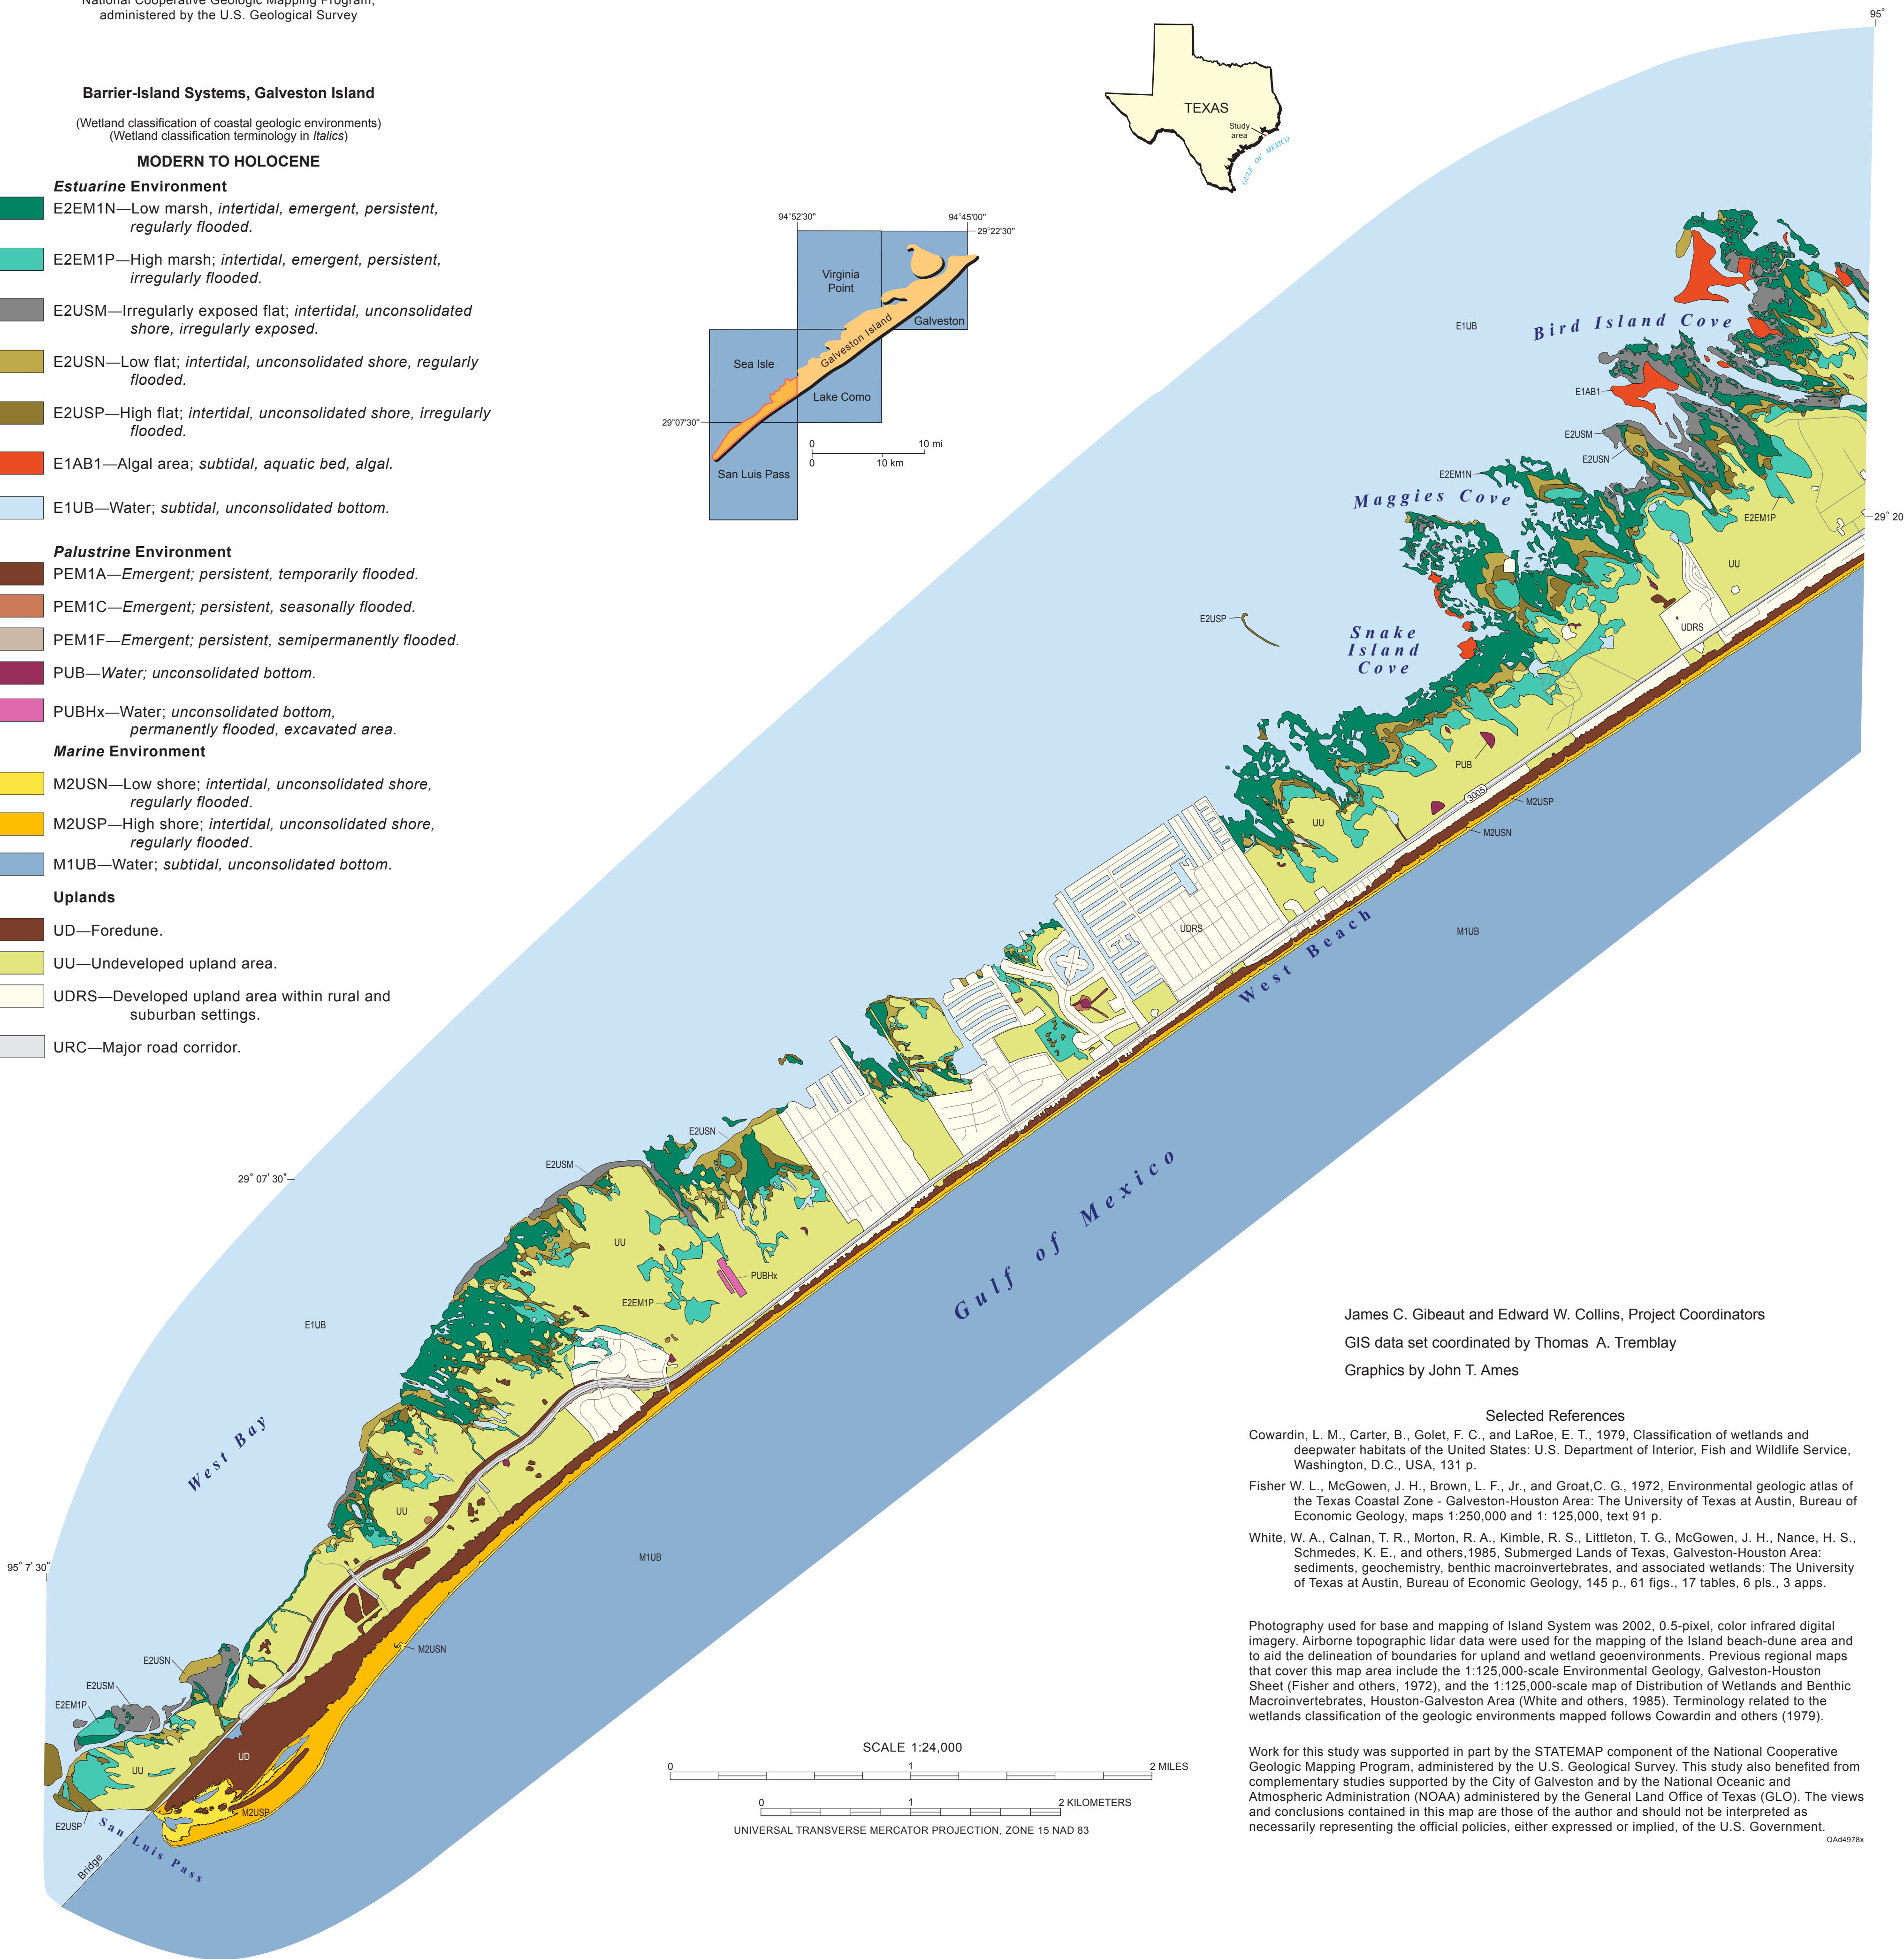 National Cooperative Geologic Mapping Program,
administered by the U.S. Geological Survey
Barrier-Island Systems, Galveston Island
(Wetland classification of coastal geologic environments)
(Wetland classification terminology in Italics)
MODERN TO HOLOCENE
Estuarine Environment
E2EM1N—Low marsh, intertidal, emergent, persistent,
regularly flooded.
E2EM1P—High marsh; intertidal, emergent, persistent,
irregularly flooded.
E2USM—Irregularly exposed flat; intertidal, unconsolidated
shore, irregularly exposed.
E2USN—Low flat; intertidal, unconsolidated shore, regularly
flooded.
E2USP—High flat; intertidal, unconsolidated shore, irregularly
flooded.
E1AB1—Algal area; subtidal, aquatic bed, algal.
E1UB—Water; subtidal, unconsolidated bottom.
Palustrine Environment
PEM1A—Emergent; persistent, temporarily flooded.
PEM1C—Emergent; persistent, seasonally flooded.
PEM1F—Emergent; persistent, semipermanently flooded.
PUB—Water; unconsolidated bottom.
PUBHx—Water; unconsolidated bottom,
permanently flooded, excavated area.
Marine Environment
M2USN—Low shore; intertidal, unconsolidated shore,
regularly flooded.
M2USP—High shore; intertidal, unconsolidated shore,
regularly flooded.
M1UB—Water; subtidal, unconsolidated bottom.
Uplands
UD—Foredune.
UU—Undeveloped upland area.
UDRS—Developed upland area within rural and
suburban settings.
URC—Major road corridor.
TEXAS
Study
area
GULF OF MEXICO
94°52'30"
94°45'00"
29°22'30"
Virginia
Point
Galveston
Galveston Island
Sea Isle
Lake Como
29°07'30"
San Luis Pass
0
10 mi
0
10 km
95°
E1UB
Bird Island Cove
E1AB1
E2USM
E2USN
E2EM1N
Maggies Cove
E2EM1P
29° 20
UU
E2USP
UDRS
Snake
Island
Cove
PUB
3005
M2USP
UU
M2USN
UDRS
M1UB
West Beach
E2USN
E2USM
29° 07' 30"
Gulf of Mexico
UU
PUBHx
E2EM1P
E1UB
West Bay
UU
M1UB
95° 7' 30"
M2USN
E2USN
E2USM
E2EM1P
UD
UU
M2USP
E2USP
San Luis Pass
Bridge
SCALE 1:24,000
0
1
2 MILES
0
1
2 KILOMETERS
UNIVERSAL TRANSVERSE MERCATOR PROJECTION, ZONE 15 NAD 83
James C. Gibeaut and Edward W. Collins, Project Coordinators
GIS data set coordinated by Thomas A. Tremblay
Graphics by John T. Ames
Selected References
Cowardin, L. M., Carter, B., Golet, F. C., and LaRoe, E. T., 1979, Classification of wetlands and
deepwater habitats of the United States: U.S. Department of Interior, Fish and Wildlife Service,
Washington, D.C., USA, 131 p.
Fisher W. L., McGowen, J. H., Brown, L. F., Jr., and Groat,C. G., 1972, Environmental geologic atlas of
the Texas Coastal Zone - Galveston-Houston Area: The University of Texas at Austin, Bureau of
Economic Geology, maps 1:250,000 and 1: 125,000, text 91 p.
White, W. A., Calnan, T. R., Morton, R. A., Kimble, R. S., Littleton, T. G., McGowen, J. H., Nance, H. S.,
Schmedes, K. E., and others,1985, Submerged Lands of Texas, Galveston-Houston Area:
sediments, geochemistry, benthic macroinvertebrates, and associated wetlands: The University
of Texas at Austin, Bureau of Economic Geology, 145 p., 61 figs., 17 tables, 6 pls., 3 apps.
Photography used for base and mapping of Island System was 2002, 0.5-pixel, color infrared digital
imagery. Airborne topographic lidar data were used for the mapping of the Island beach-dune area and
to aid the delineation of boundaries for upland and wetland geoenvironments. Previous regional maps
that cover this map area include the 1:125,000-scale Environmental Geology, Galveston-Houston
Sheet (Fisher and others, 1972), and the 1:125,000-scale map of Distribution of Wetlands and Benthic
Macroinvertebrates, Houston-Galveston Area (White and others, 1985). Terminology related to the
wetlands classification of the geologic environments mapped follows Cowardin and others (1979).
Work for this study was supported in part by the STATEMAP component of the National Cooperative
Geologic Mapping Program, administered by the U.S. Geological Survey. This study also benefited from
complementary studies supported by the City of Galveston and by the National Oceanic and
Atmospheric Administration (NOAA) administered by the General Land Office of Texas (GLO). The views
and conclusions contained in this map are those of the author and should not be interpreted as
necessarily representing the official policies, either expressed or implied, of the U.S. Government.
QAd4978x